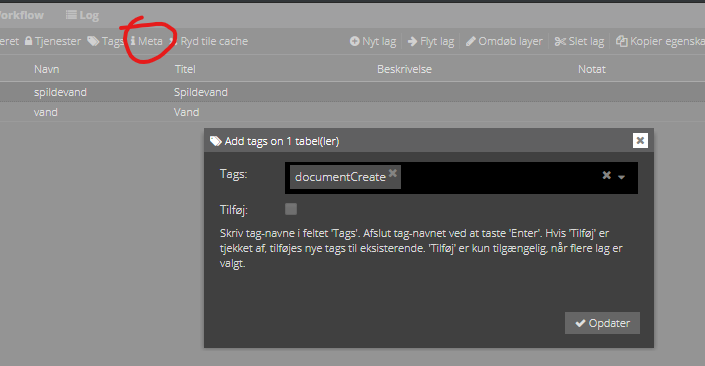 orkflow Log
eret Tjenester Tags Meta Ryd tile cache Nyt lag Flyt lag Omdøb layer Slet lag Kopier egenska
Navn Titel Beskrivelse Notat
spildevand Spildevand
vand Vand
Add tags on 1 tabel(ler)
Tags: documentCreate
Tilføj:
Skriv tag-navne i feltet 'Tags'. Afslut tag-navnet ved at taste 'Enter'. Hvis 'Tilføj' er
tjekket af, tilføjes nye tags til eksisterende. 'Tilføj' er kun tilgængelig, når flere lag er
valgt.
Opdater